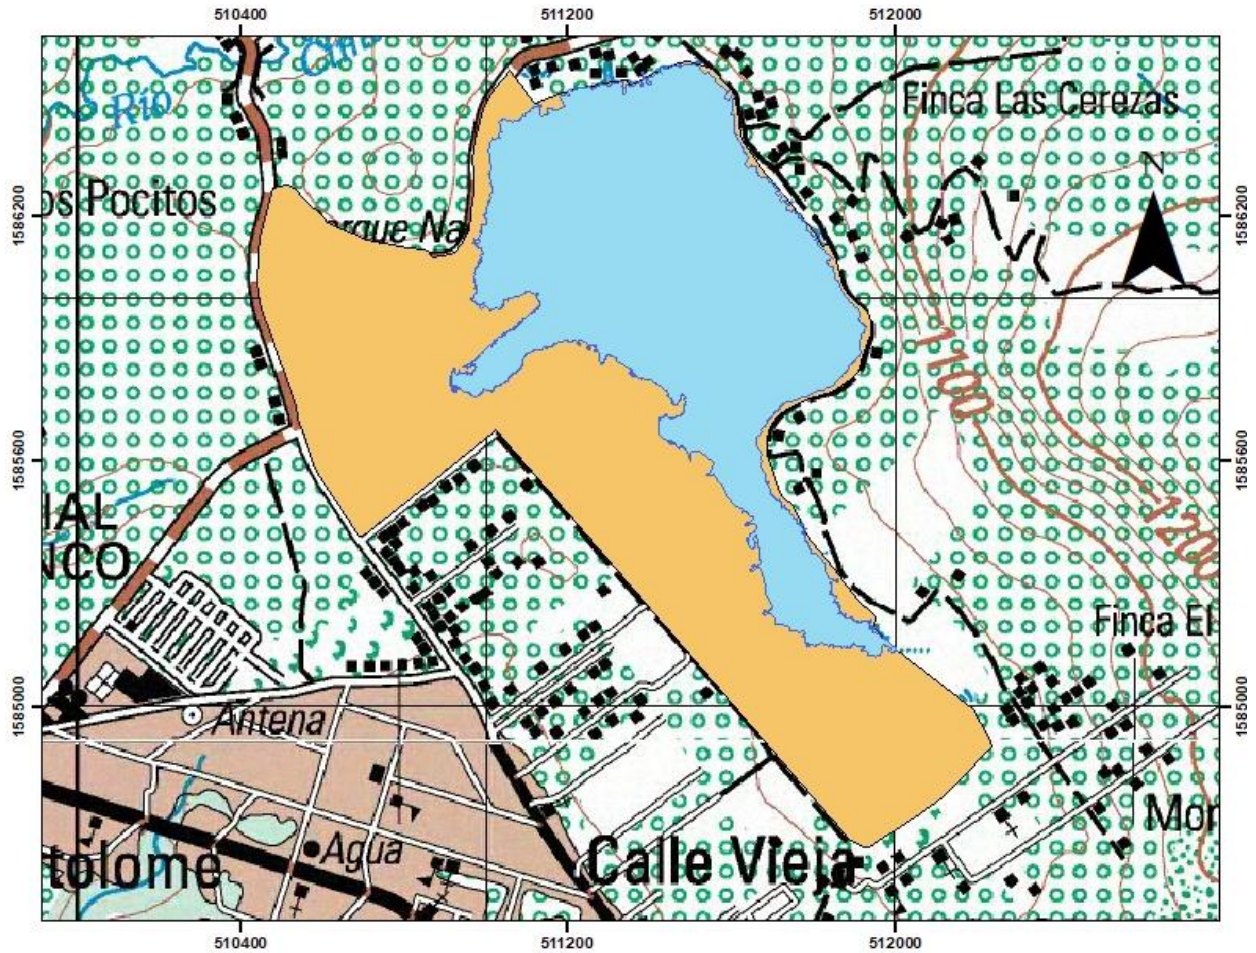 510400 511200 512000
Río
Finca Las Cerezas
N
1586200 os Pocitos 1586200
rque Na
1100
1585600 1585600
IAL
NCO
1200
Finca El
1585000 1585000
Antena
Mor
Agua
tolome Calle Vieja
510400 511200 512000